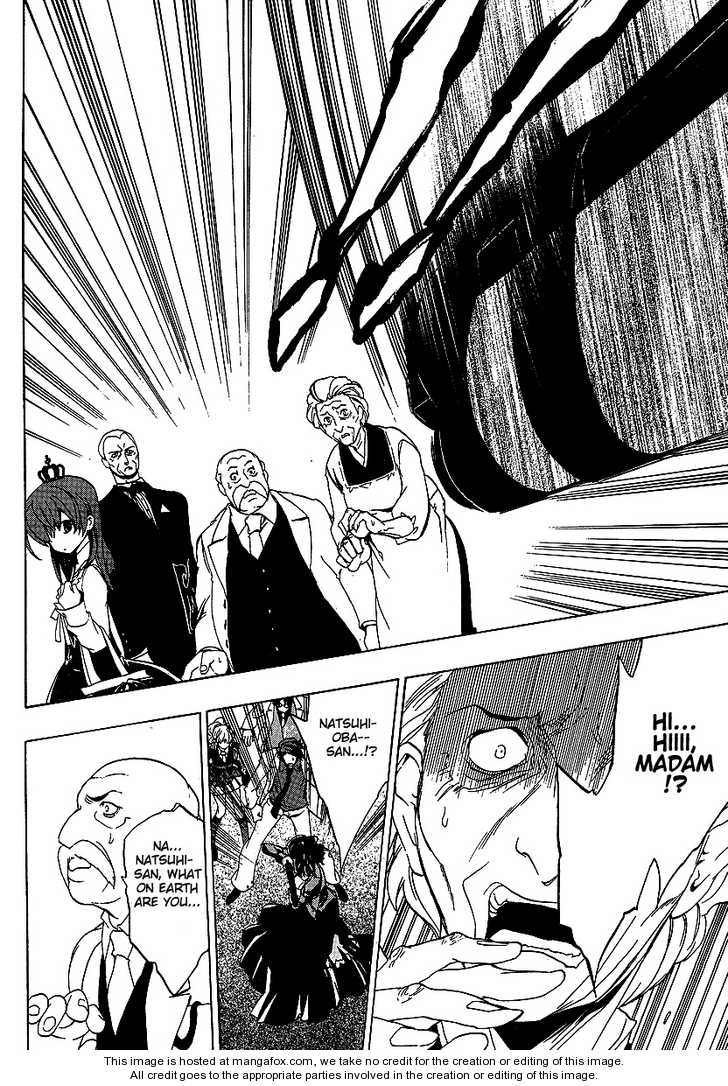 HI...
HIIII,
MADAM
!?
NATSUHI-
OBA--
SAN...!?
NA...
NATSUHI-
SAN, WHAT
ON EARTH
ARE YOU...
This image is hosted at mangafox.com, we take no credit for the creation or editing of this image.
All credit goes to the appropriate parties involved in the creation or editing of this image.